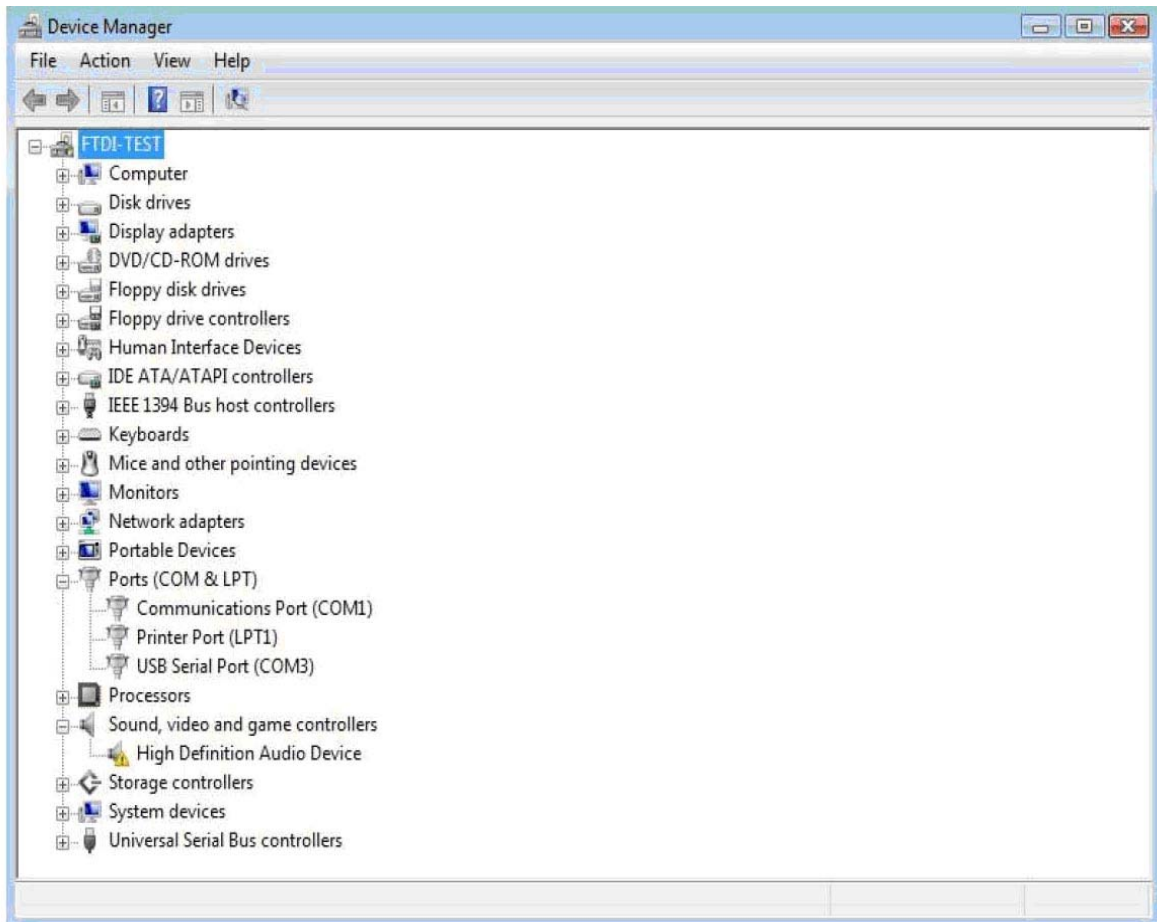 Device Manager
File Action View Help
FTDI-TEST
Computer
Disk drives
Display adapters
DVD/CD-ROM drives
Floppy disk drives
Floppy drive controllers
Human Interface Devices
IDE ATA/ATAPI controllers
IEEE 1394 Bus host controllers
Keyboards
Mice and other pointing devices
Monitors
Network adapters
Portable Devices
Ports (COM & LPT)
Communications Port (COM1)
Printer Port (LPT1)
USB Serial Port (COM3)
Processors
Sound, video and game controllers
High Definition Audio Device
Storage controllers
System devices
Universal Serial Bus controllers